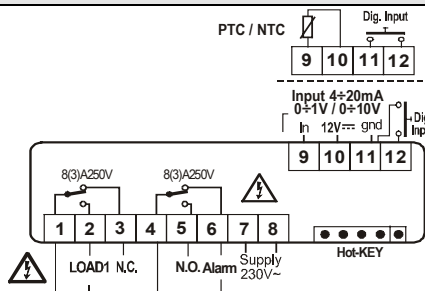 PTC / NTC
Dig. Input
9 10 11 12
Input 4÷20mA
0÷1V / 0÷10V
In 12V gnd
Dig
Inp
9 10 11 12
8(3)A250V 8(3)A250V
1 2 3 4 5 6 7 8
LOAD1 N.C. N.O. Alarm Supply
230V~
Hot-KEY